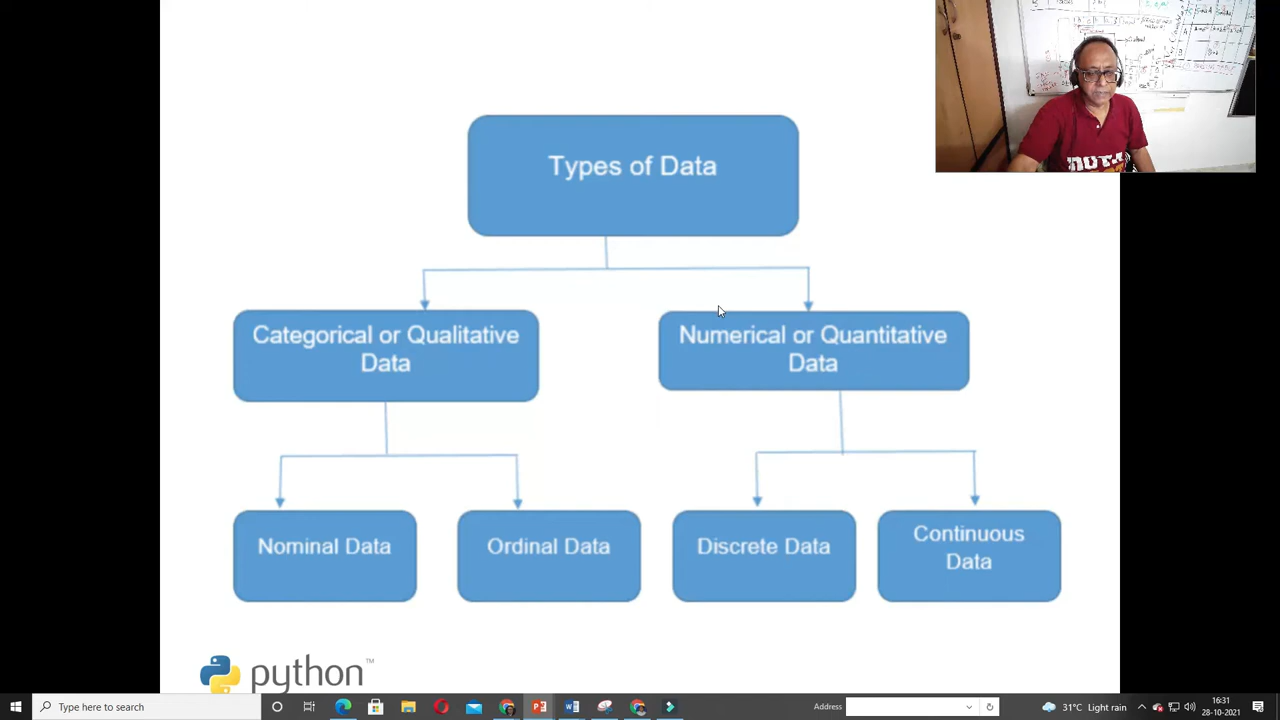 Types of Data
Categorical or Qualitative
Data
Numerical or Quantitative
Data
Nominal Data
Ordinal Data
Discrete Data
Continuous
Data
python™
Type here to search
Address
31°C Light rain
16:31
28-10-2021